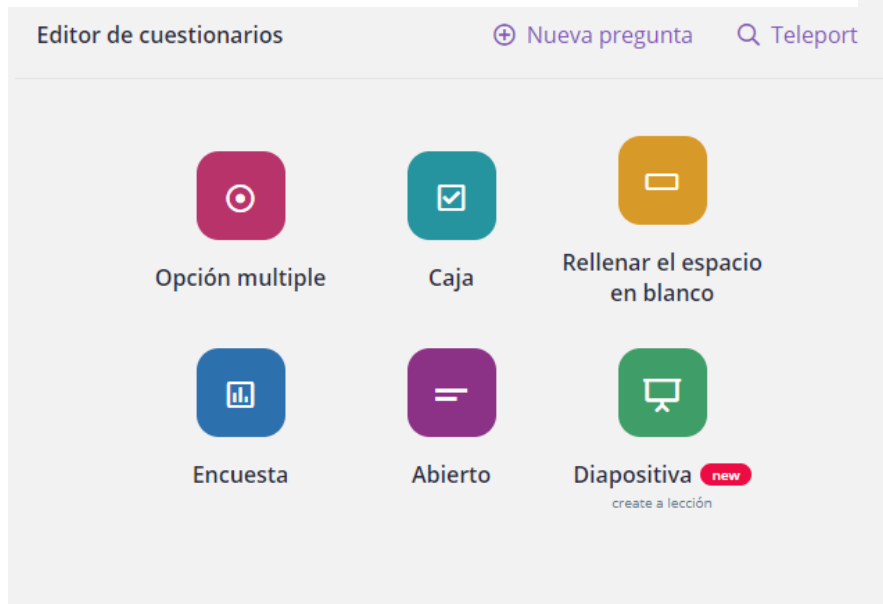 Editor de cuestionarios
Nueva pregunta
Teleport
Opción multiple
Caja
Rellenar el espacio
en blanco
Encuesta
Abierto
Diapositiva new
create a lección